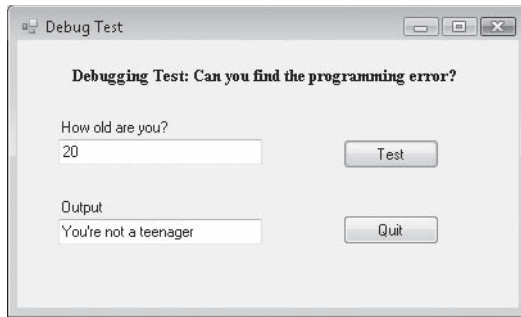 Debug Test
Debugging Test: Can you find the programming error?
How old are you?
20
Test
Output
You're not a teenager
Quit